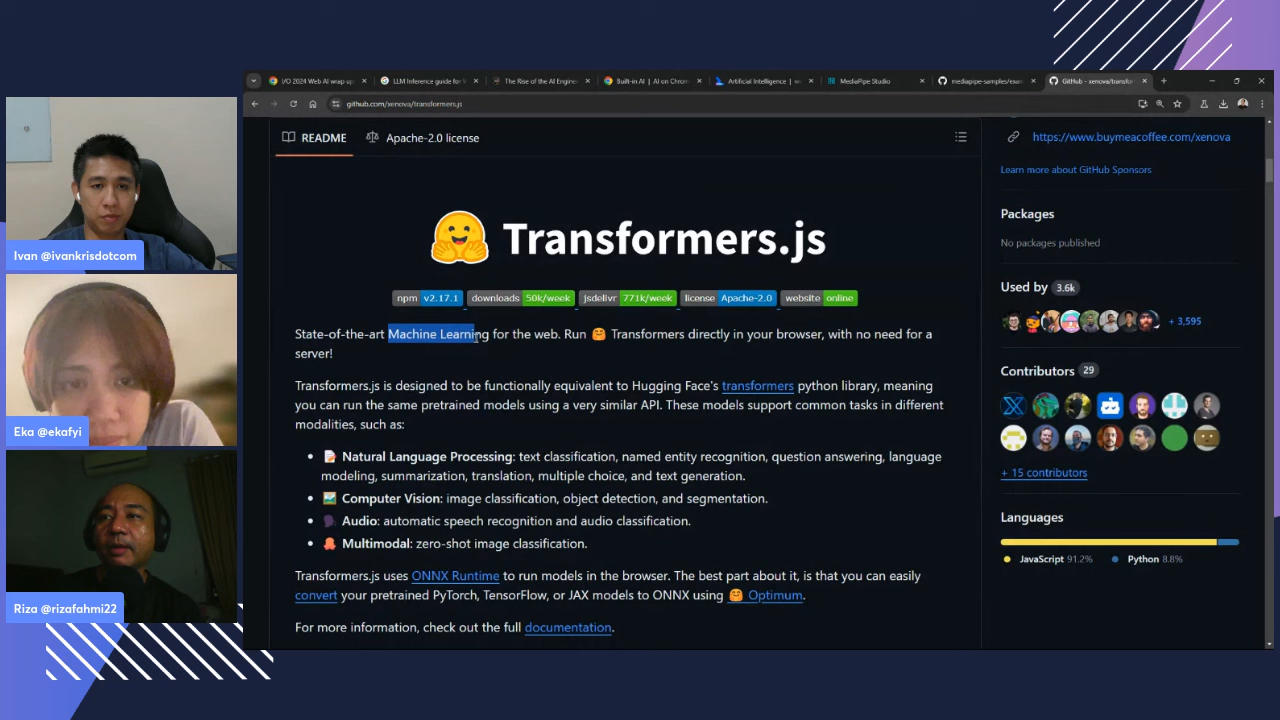 I/O 2024 Web AI wrap up
LLM Inference guide for
The Rise of the AI Engine
Built-in AI | AI on Chrom
Artificial Intelligence |
MediaPipe Studio
mediapipe-samples/exam
GitHub - xenova/transfor
github.com/xenova/transformers.js
README
Apache-2.0 license
Transformers.js
npm v2.17.1
downloads 50k/week
jsdelivr 771k/week
license Apache-2.0
website online
State-of-the-art Machine Learning for the web. Run 🤗 Transformers directly in your browser, with no need for a
server!
Transformers.js is designed to be functionally equivalent to Hugging Face's transformers python library, meaning
you can run the same pretrained models using a very similar API. These models support common tasks in different
modalities, such as:
• 📝 Natural Language Processing: text classification, named entity recognition, question answering, language
modeling, summarization, translation, multiple choice, and text generation.
• 🖼️ Computer Vision: image classification, object detection, and segmentation.
• 🗣️ Audio: automatic speech recognition and audio classification.
• 🐙 Multimodal: zero-shot image classification.
Transformers.js uses ONNX Runtime to run models in the browser. The best part about it, is that you can easily
convert your pretrained PyTorch, TensorFlow, or JAX models to ONNX using 🤗 Optimum.
For more information, check out the full documentation.
https://www.buymeacoffee.com/xenova
Learn more about GitHub Sponsors
Packages
No packages published
Used by 3.6k
+ 3,595
Contributors 29
+ 15 contributors
Languages
JavaScript 91.2%
Python 8.8%
Ivan @ivankrisdotcom
Eka @ekafyi
Riza @rizafahmi22